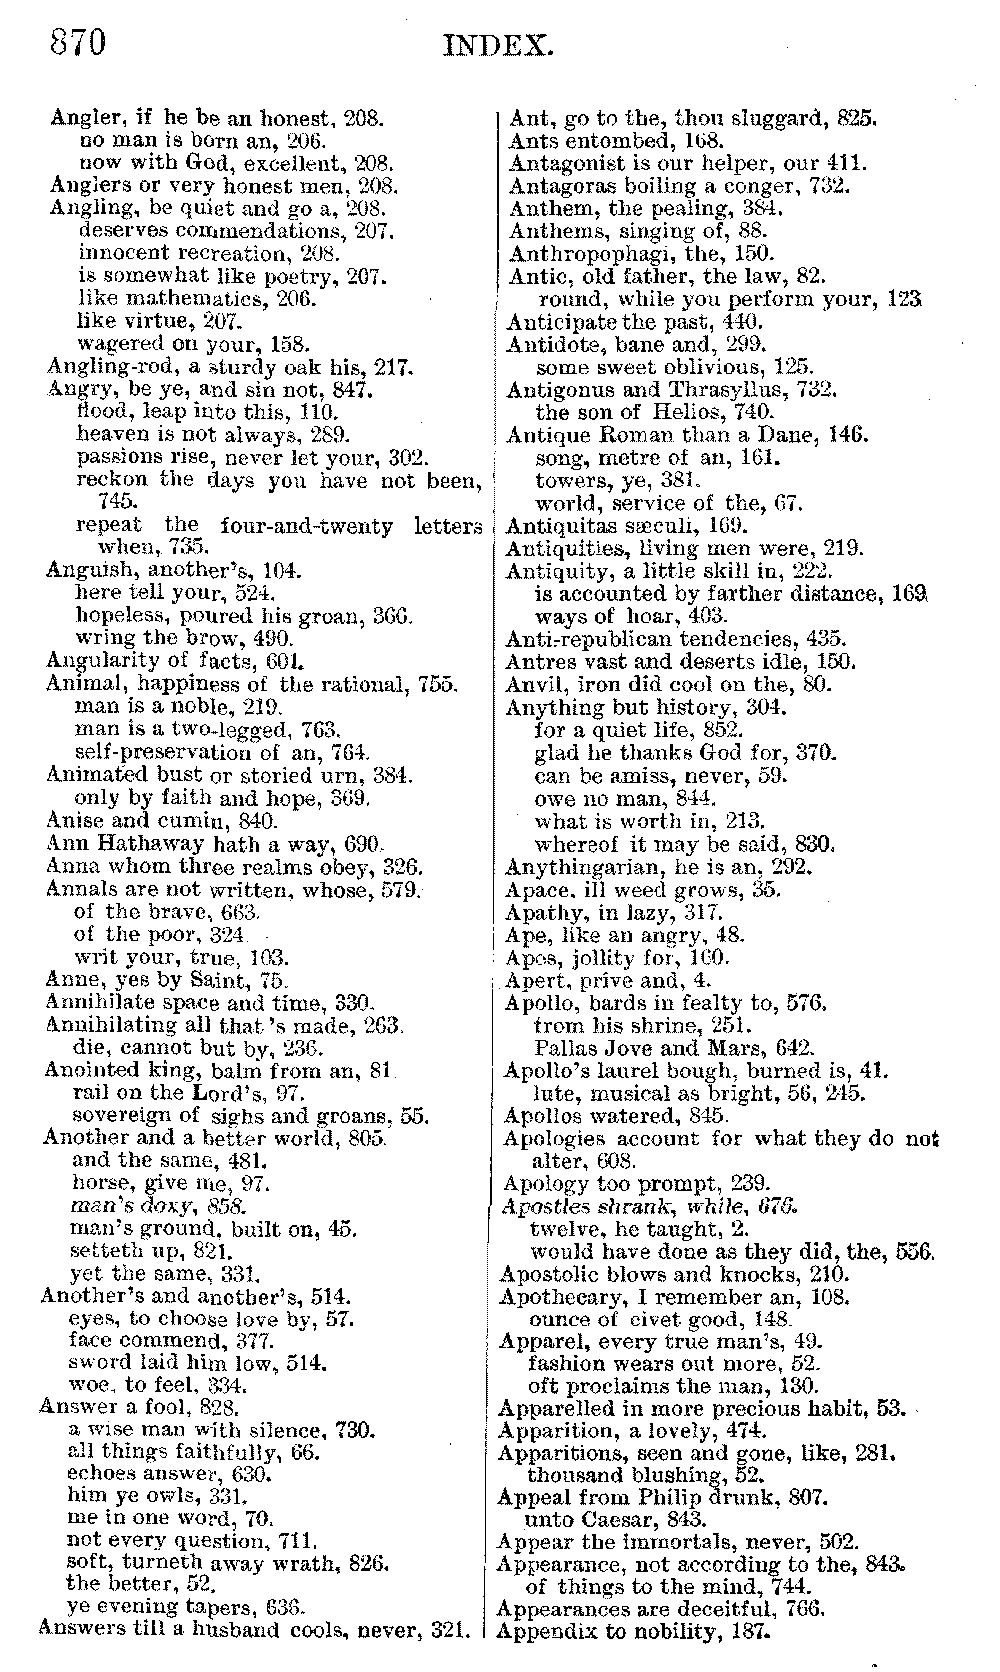 870
INDEX.
Angler, if he be an honest, 208.
no man is born an, 206.
now with God, excellent, 208.
Anglers or very honest men, 208.
Angling, be quiet and go a, 208.
deserves commendations, 207.
innocent recreation, 208.
is somewhat like poetry, 207.
like mathematics, 206.
like virtue, 207.
wagered on your, 158.
Angling-rod, a sturdy oak his, 217.
Angry, be ye, and sin not, 847.
flood, leap into this, 110.
heaven is not always, 289.
passions rise, never let your, 302.
reckon the days you have not been,
745.
repeat the four-and-twenty letters
when, 735.
Anguish, another's, 104.
here tell your, 524.
hopeless, poured his groan, 366.
wring the brow, 490.
Angularity of facts, 601.
Animal, happiness of the rational, 755.
man is a noble, 219.
man is a two-legged, 763.
self-preservation of an, 764.
Animated bust or storied urn, 384.
only by faith and hope, 369.
Anise and cumin, 840.
Ann Hathaway hath a way, 690.
Anna whom three realms obey, 326.
Annals are not written, whose, 579.
of the brave, 663.
of the poor, 324.
writ your, true, 103.
Anne, yes by Saint, 75.
Annihilate space and time, 330.
Annihilating all that 's made, 263.
die, cannot but by, 236.
Anointed king, balm from an, 81.
rail on the Lord's, 97.
sovereign of sighs and groans, 55.
Another and a better world, 805.
and the same, 481.
horse, give me, 97.
man's doxy, 858.
man's ground, built on, 45.
setteth up, 821.
yet the same, 331.
Another's and another's, 514.
eyes, to choose love by, 57.
face commend, 377.
sword laid him low, 514.
woe, to feel, 334.
Answer a fool, 828.
a wise man with silence, 730.
all things faithfully, 66.
echoes answer, 630.
him ye owls, 331.
me in one word, 70.
not every question, 711.
soft, turneth away wrath, 826.
the better, 52.
ye evening tapers, 636.
Answers till a husband cools, never, 321.
Ant, go to the, thou sluggard, 825.
Ants entombed, 168.
Antagonist is our helper, our 411.
Antagoras boiling a conger, 732.
Anthem, the pealing, 384.
Anthems, singing of, 88.
Anthropophagi, the, 150.
Antic, old father, the law, 82.
round, while you perform your, 123
Anticipate the past, 440.
Antidote, bane and, 299.
some sweet oblivious, 125.
Antigonus and Thrasyllus, 732.
the son of Helios, 740.
Antique Roman than a Dane, 146.
song, metre of an, 161.
towers, ye, 381.
world, service of the, 67.
Antiquitas sæculi, 169.
Antiquities, living men were, 219.
Antiquity, a little skill in, 222.
is accounted by farther distance, 169.
ways of hoar, 403.
Anti-republican tendencies, 435.
Antres vast and deserts idle, 150.
Anvil, iron did cool on the, 80.
Anything but history, 304.
for a quiet life, 852.
glad he thanks God for, 370.
can be amiss, never, 59.
owe no man, 844.
what is worth in, 213.
whereof it may be said, 830.
Anythingarian, he is an, 292.
Apace, ill weed grows, 35.
Apathy, in lazy, 317.
Ape, like an angry, 48.
Apes, jollity for, 160.
Apert, prive and, 4.
Apollo, bards in fealty to, 576.
from his shrine, 251.
Pallas Jove and Mars, 642.
Apollo's laurel bough, burned is, 41.
lute, musical as bright, 56, 245.
Apollos watered, 845.
Apologies account for what they do not
alter, 608.
Apology too prompt, 239.
Apostles shrank, while, 676.
twelve, he taught, 2.
would have done as they did, the, 556.
Apostolic blows and knocks, 210.
Apothecary, I remember an, 108.
ounce of civet good, 148.
Apparel, every true man's, 49.
fashion wears out more, 52.
oft proclaims the man, 130.
Apparelled in more precious habit, 53.
Apparition, a lovely, 474.
Apparitions, seen and gone, like, 281.
thousand blushing, 52.
Appeal from Philip drunk, 807.
unto Caesar, 843.
Appear the immortals, never, 502.
Appearance, not according to the, 843.
of things to the mind, 744.
Appearances are deceitful, 766.
Appendix to nobility, 187.